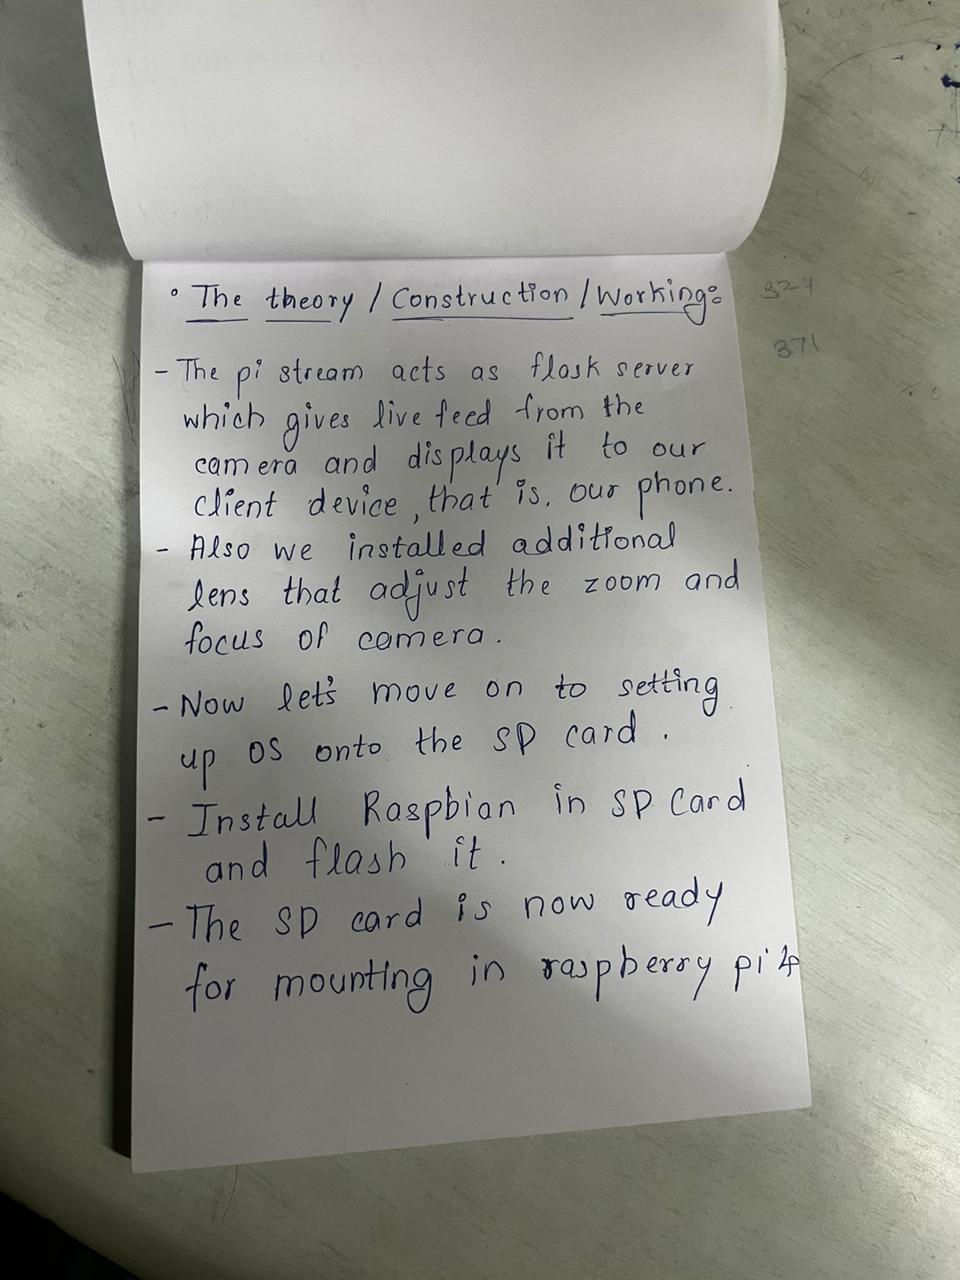 ° The theory / Construction / Working:
- The pi stream acts as flask server
which gives live feed from the
camera and displays it to our
client device, that is, our phone.
- Also we installed additional
lens that adjust the zoom and
focus of camera.
- Now let's move on to setting
up OS onto the SD card.
- Install Raspbian in SD Card
and flash it.
- The SD card is now ready
for mounting in raspberry pi 4
324
371